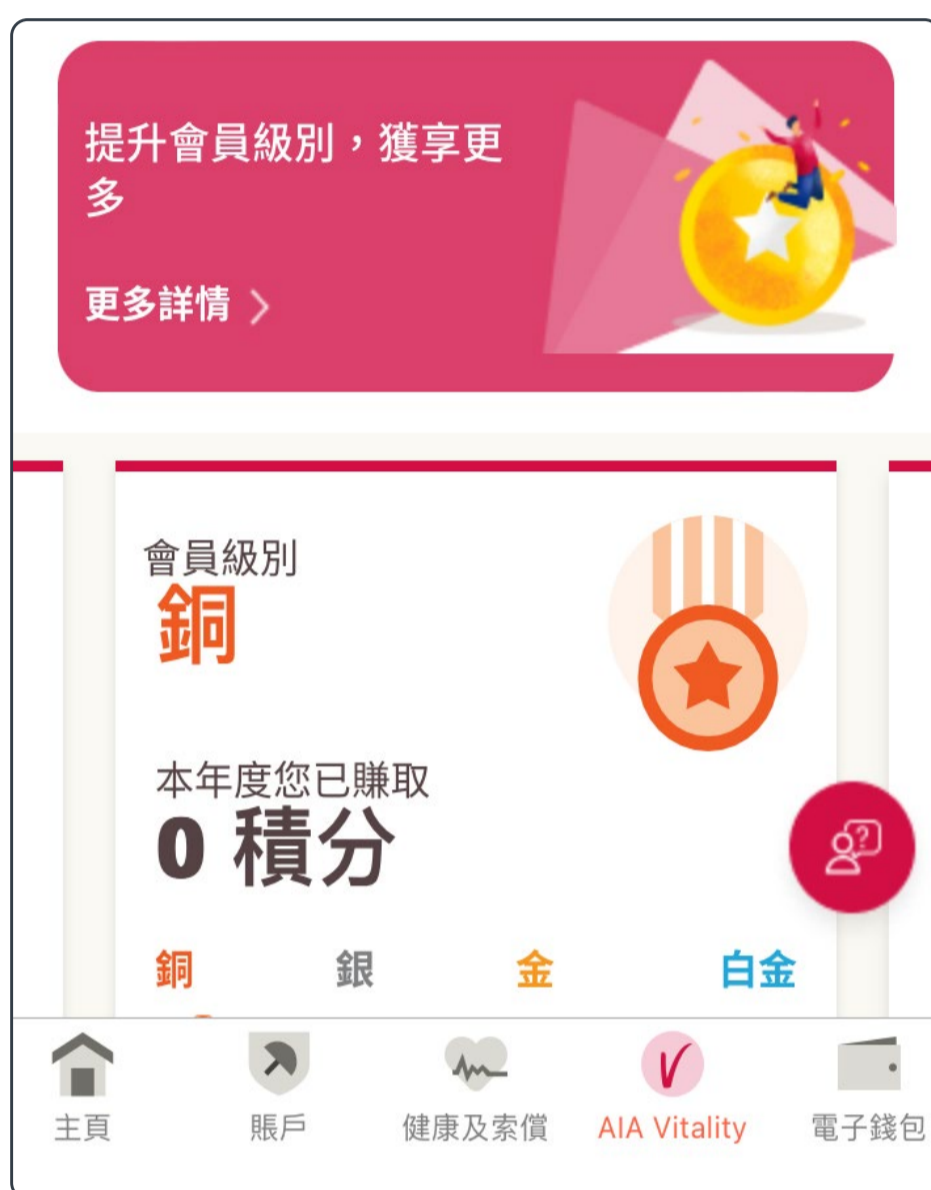 提升會員級別，獲享更
多
更多詳情
會員級別
銅
本年度您已賺取
0 積分
銅 銀 金 白金
主頁 賬戶 健康及索償 AIA Vitality 電子錢包